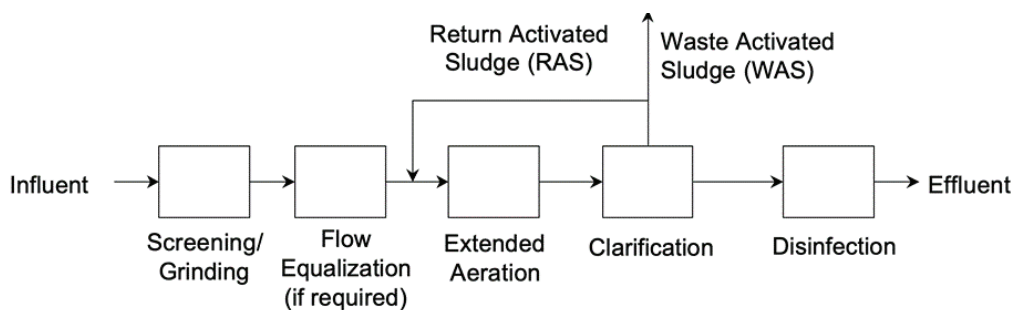 Return Activated
Sludge (RAS)
Waste Activated
Sludge (WAS)
Influent
Effluent
Screening/
Grinding
Flow
Equalization
(if required)
Extended
Aeration
Clarification
Disinfection